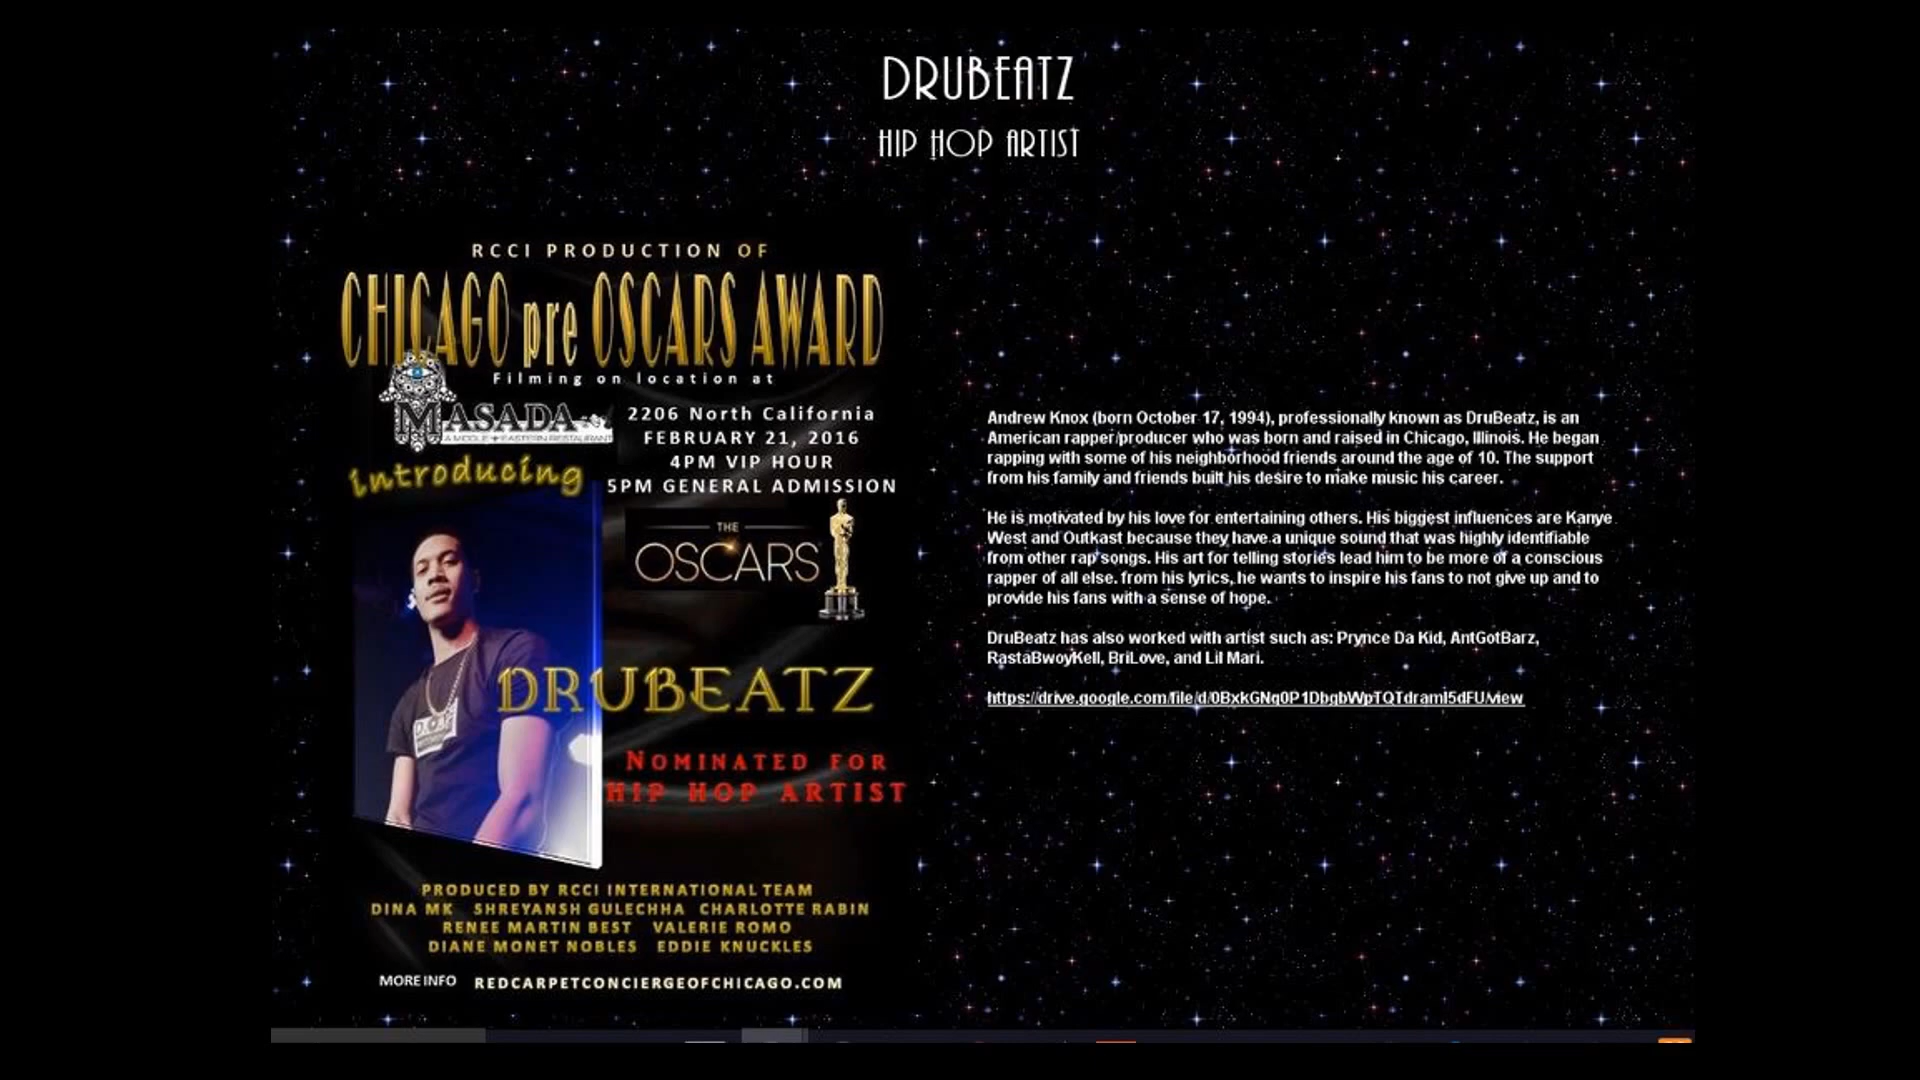 DRUBEATZ
HIP HOP ARTIST
RCCI PRODUCTION OF
CHICAGO pre OSCARS AWARD
Filming on location at
MASADA
A MIDDLE EASTERN RESTAURANT
2206 North California
FEBRUARY 21, 2016
4PM VIP HOUR
5PM GENERAL ADMISSION
introducing
THE
OSCARS
DRUBEATZ
NOMINATED FOR
HIP HOP ARTIST
PRODUCED BY RCCI INTERNATIONAL TEAM
DINA MK SHREYANSH GULECHHA CHARLOTTE RABIN
RENEE MARTIN BEST VALERIE ROMO
DIANE MONET NOBLES EDDIE KNUCKLES
MORE INFO REDCARPETCONCIERGEOFCHICAGO.COM
Andrew Knox (born October 17, 1994), professionally known as DruBeatz, is an
American rapper/producer who was born and raised in Chicago, Illinois. He began
rapping with some of his neighborhood friends around the age of 10. The support
from his family and friends built his desire to make music his career.
He is motivated by his love for entertaining others. His biggest influences are Kanye
West and Outkast because they have a unique sound that was highly identifiable
from other rap songs. His art for telling stories lead him to be more of a conscious
rapper of all else. from his lyrics, he wants to inspire his fans to not give up and to
provide his fans with a sense of hope.
DruBeatz has also worked with artist such as: Prynce Da Kid, AntGotBarz,
RastaBwoyKell, BriLove, and Lil Mari.
https://drive.google.com/file/d/0BxkGNq0P1DbgbWpTQTdramI5dFU/view